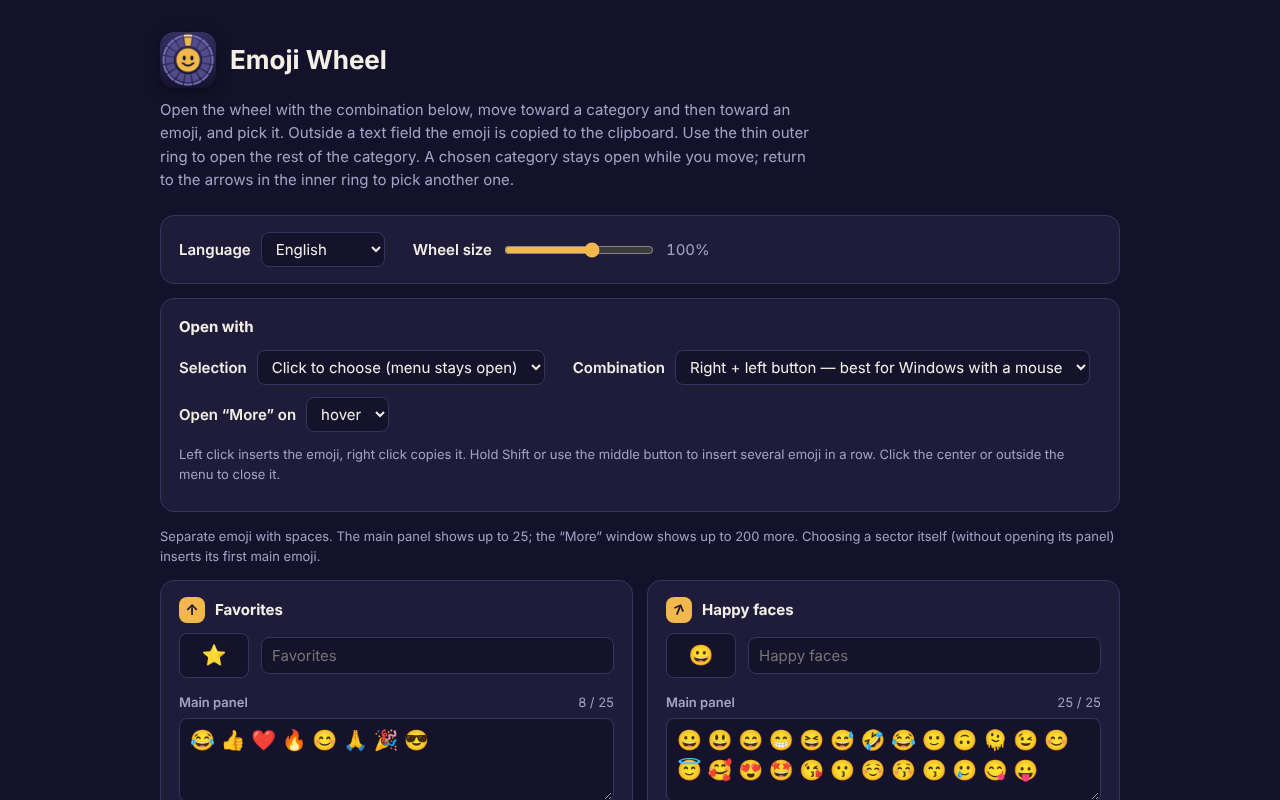 Emoji Wheel
Open the wheel with the combination below, move toward a category and then toward an
emoji, and pick it. Outside a text field the emoji is copied to the clipboard. Use the thin outer
ring to open the rest of the category. A chosen category stays open while you move; return
to the arrows in the inner ring to pick another one.
Language English Wheel size 100%
Open with
Selection Click to choose (menu stays open) Combination Right + left button — best for Windows with a mouse
Open “More” on hover
Left click inserts the emoji, right click copies it. Hold Shift or use the middle button to insert several emoji in a row. Click the center or outside the
menu to close it.
Separate emoji with spaces. The main panel shows up to 25; the “More” window shows up to 200 more. Choosing a sector itself (without opening its panel)
inserts its first main emoji.
↑ Favorites
⭐ Favorites
Main panel 8 / 25
😂 👍 ❤️ 🔥 😊 🙏 🎉 😎
Happy faces
😀 Happy faces
Main panel 25 / 25
😀 😃 😄 😁 😆 😅 🤣 😂 🙂 🙃 🫠 😉 😊
😇 🥰 😍 🤩 😘 😗 ☺️ 😚 😙 🥲 😋 😛